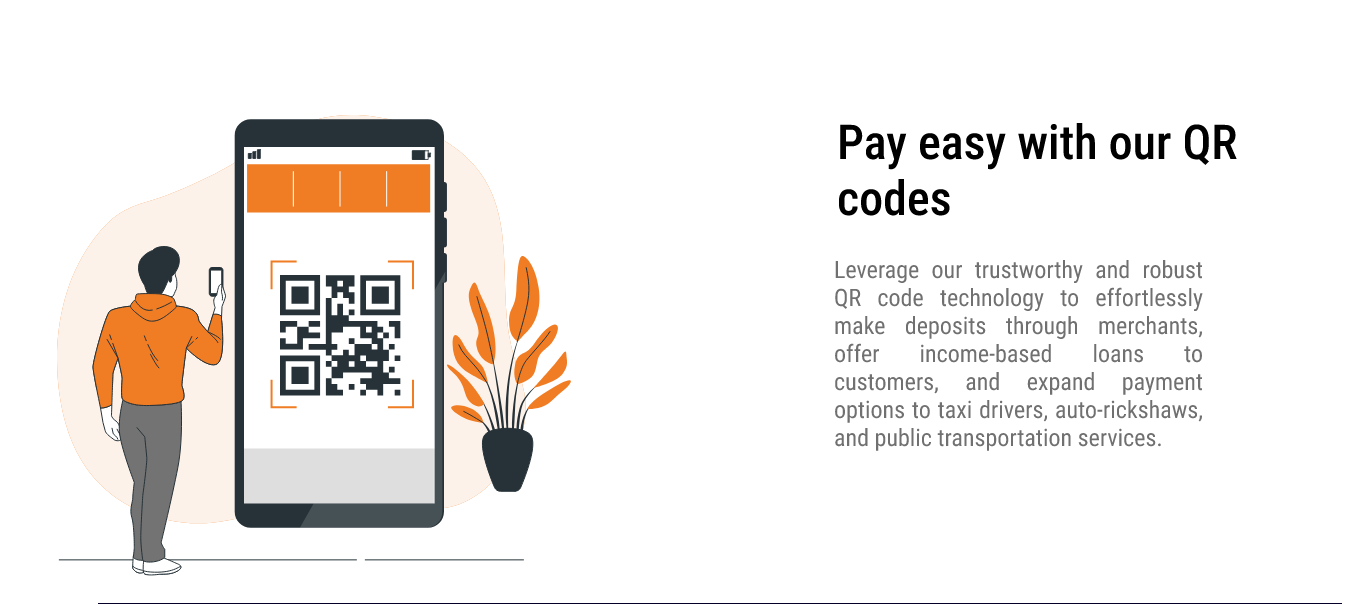 Pay easy with our QR
codes
Leverage our trustworthy and robust
QR code technology to effortlessly
make deposits through merchants,
offer income-based loans to
customers, and expand payment
options to taxi drivers, auto-rickshaws,
and public transportation services.